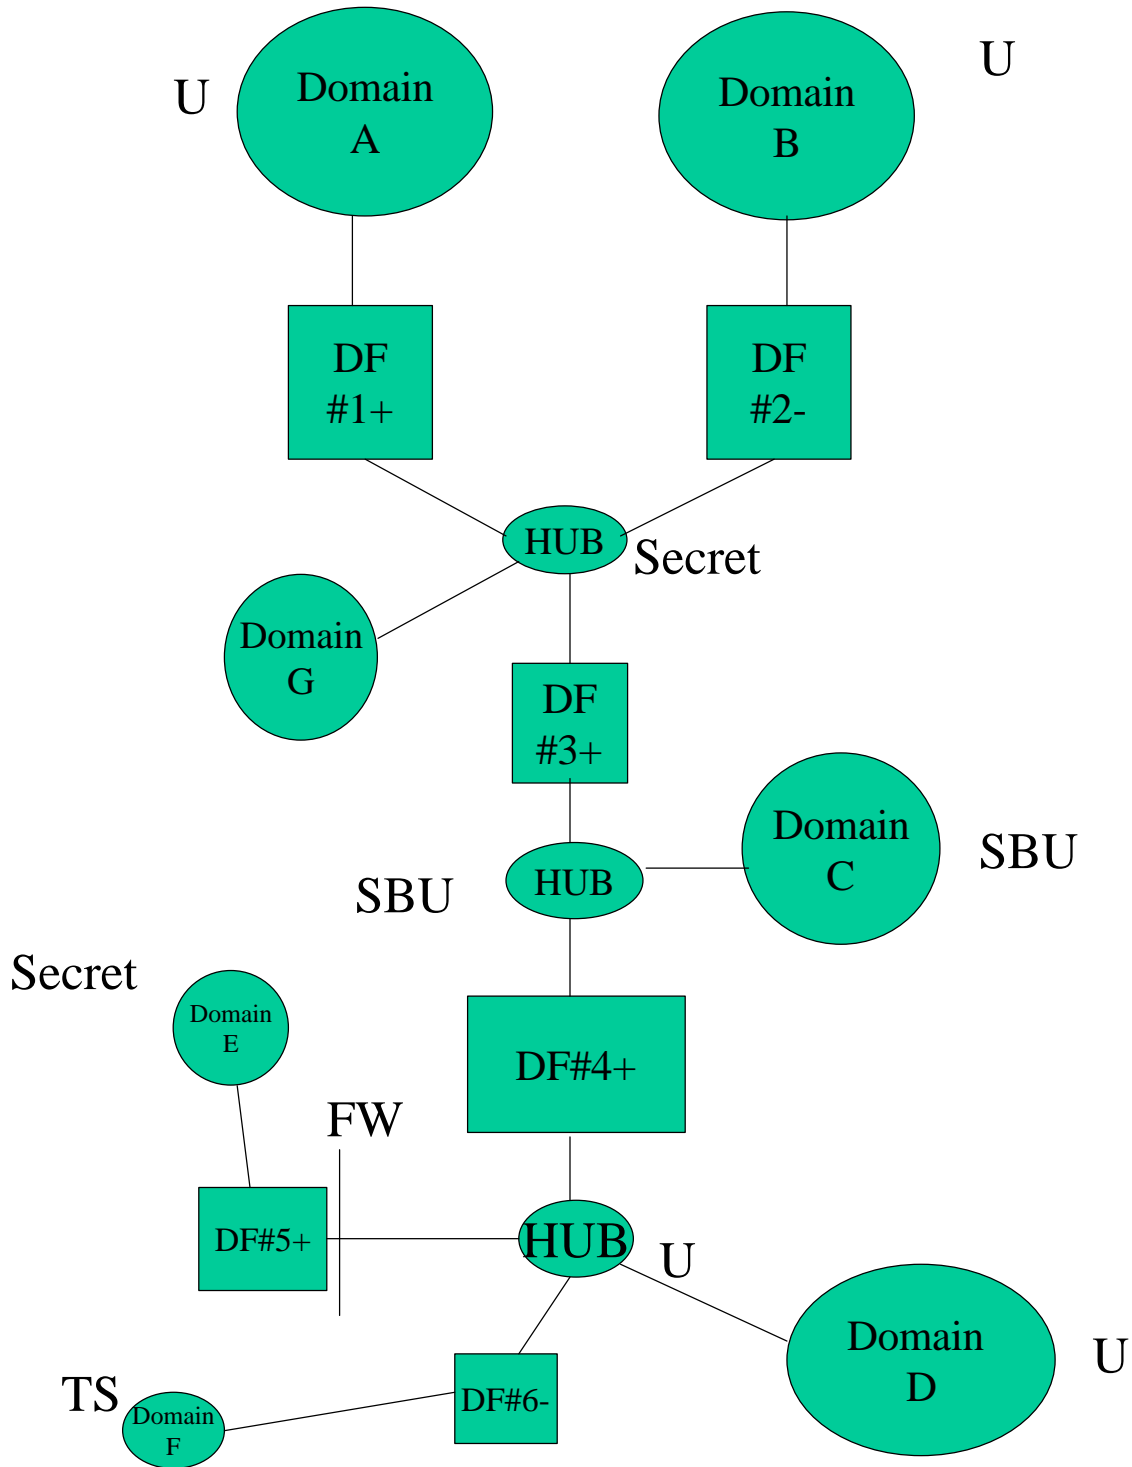 U
Domain
A
Domain
B
U
DF
#1+
DF
#2-
HUB
Secret
Domain
G
DF
#3+
Domain
C
SBU
HUB
SBU
Secret
Domain
E
DF#4+
FW
DF#5+
HUB
U
Domain
D
U
TS
Domain
F
DF#6-